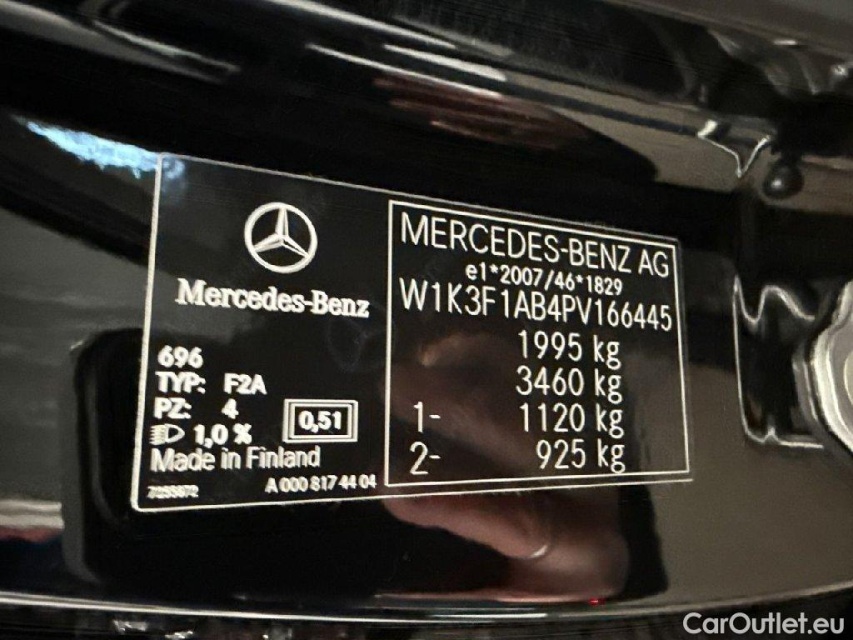 Mercedes-Benz
696
TYP: F2A
PZ: 4
1,0 %
0,51
Made in Finland
A 000 817 44 04
MERCEDES-BENZ AG
e1*2007/46*1829
W1K3F1AB4PV166445
1995 kg
3460 kg
1- 1120 kg
2- 925 kg
CarOutlet.eu